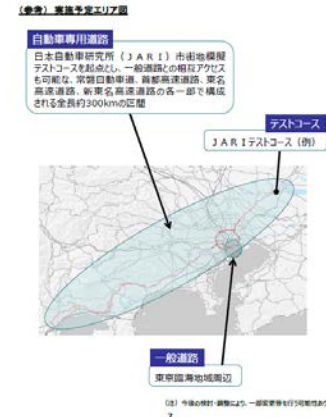 (参考) 実施予定エリア図
自動車専用道路
日本自動車研究所(JARI)市街地模擬
テストコースを起点とし、一般道路との相互アクセス
も可能な、常磐自動車道、首都高速道路、東名
高速道路、新東名高速道路の各一部で構成
される全長約300kmの区間
テストコース
JARIテストコース(例)
一般道路
東京臨海地域周辺
(注) 今後の検討・調整により、一部変更等を行う可能性あり
7